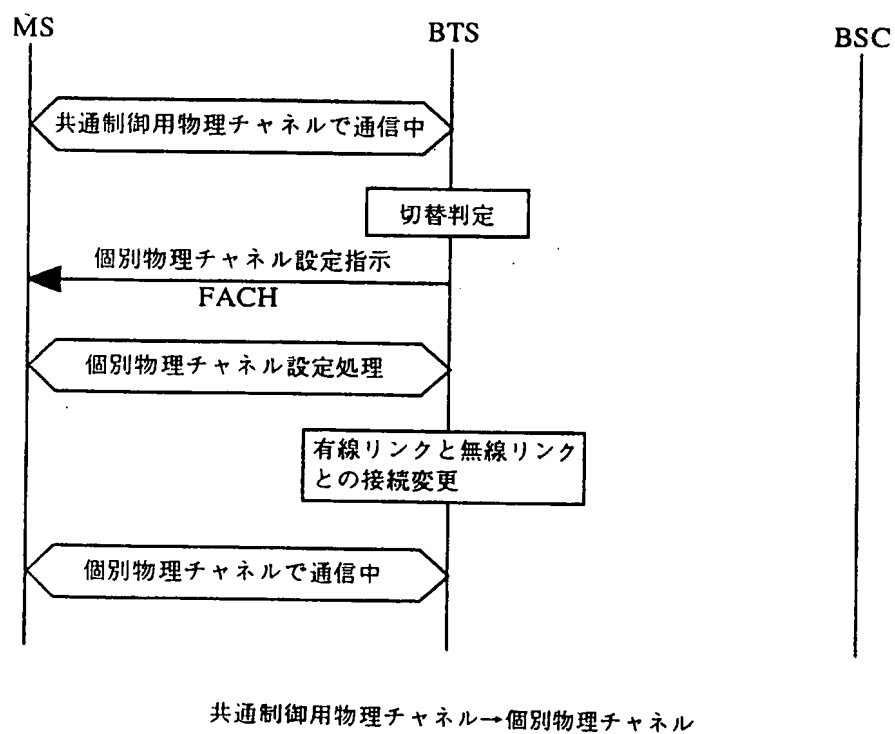 MS
BTS
BSC
共通制御用物理チャネルで通信中
切替判定
個別物理チャネル設定指示
FACH
個別物理チャネル設定処理
有線リンクと無線リンク
との接続変更
個別物理チャネルで通信中
共通制御用物理チャネル→個別物理チャネル